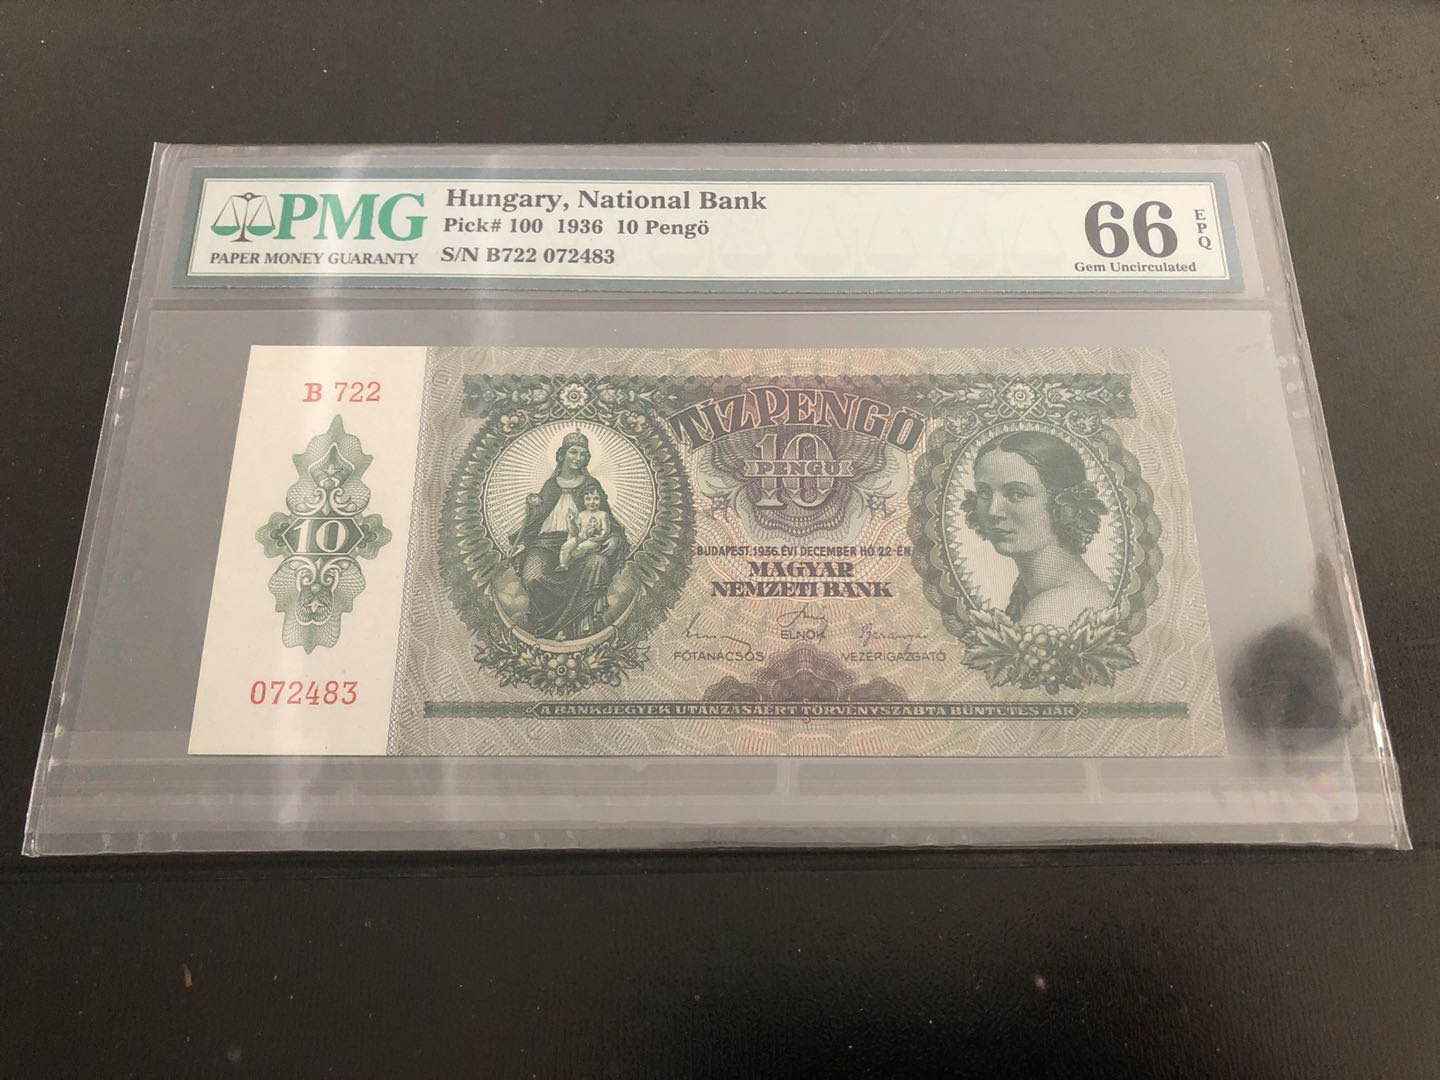 PMG
PAPER MONEY GUARANTY
Hungary, National Bank
Pick# 100 1936 10 Pengö
S/N B722 072483
66
EPQ
Gem Uncirculated
B 722
10
072483
TÍZPENGŐ
10
PENGŐ
BUDAPEST, 1936. ÉVI DECEMBER HÓ 22-ÉN
MAGYAR
NEMZETI BANK
ELNÖK
FŐTANÁCSOS VEZÉRIGAZGATÓ
A BANKJEGYEK UTÁNZÁSÁÉRT TÖRVÉNYSZABTA BÜNTETÉS JÁR